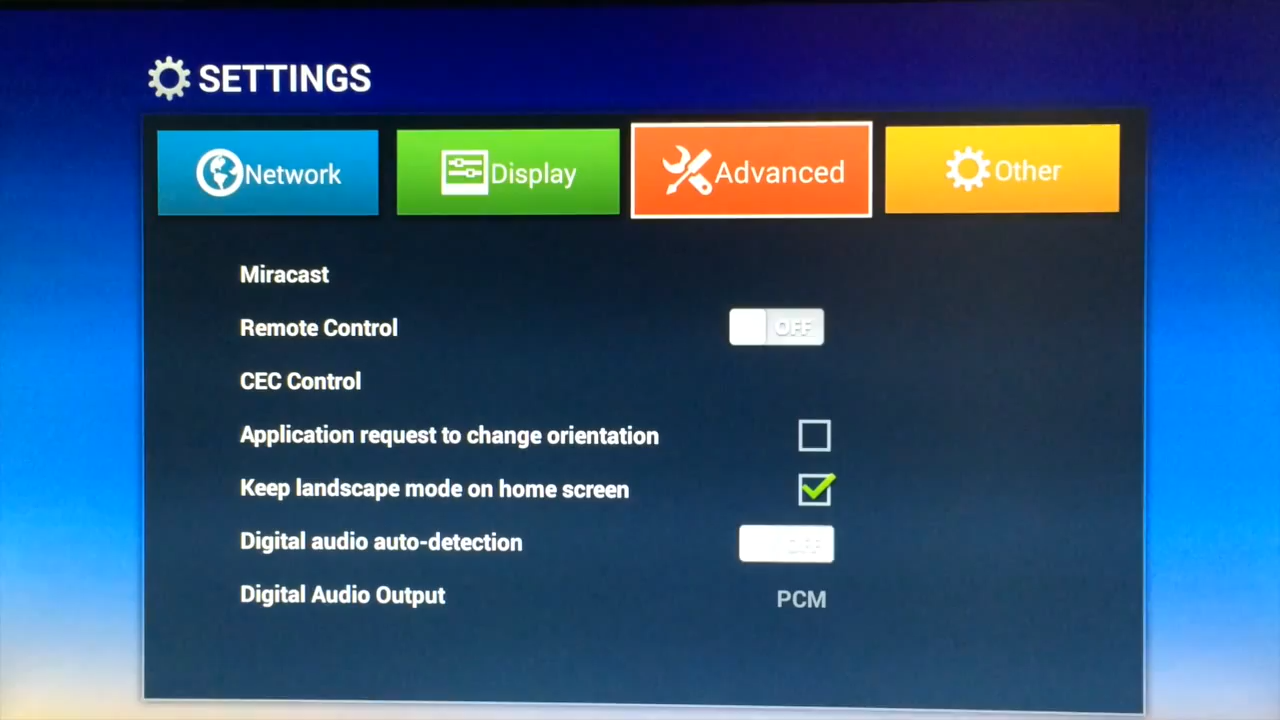 SETTINGS
Network
Display
Advanced
Other
Miracast
Remote Control OFF
CEC Control
Application request to change orientation
Keep landscape mode on home screen
Digital audio auto-detection OFF
Digital Audio Output PCM